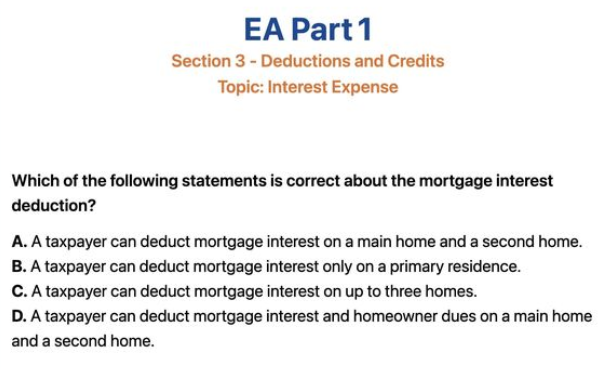 EA Part 1
Section 3 - Deductions and Credits
Topic: Interest Expense
Which of the following statements is correct about the mortgage interest
deduction?
A. A taxpayer can deduct mortgage interest on a main home and a second home.
B. A taxpayer can deduct mortgage interest only on a primary residence.
C. A taxpayer can deduct mortgage interest on up to three homes.
D. A taxpayer can deduct mortgage interest and homeowner dues on a main home
and a second home.